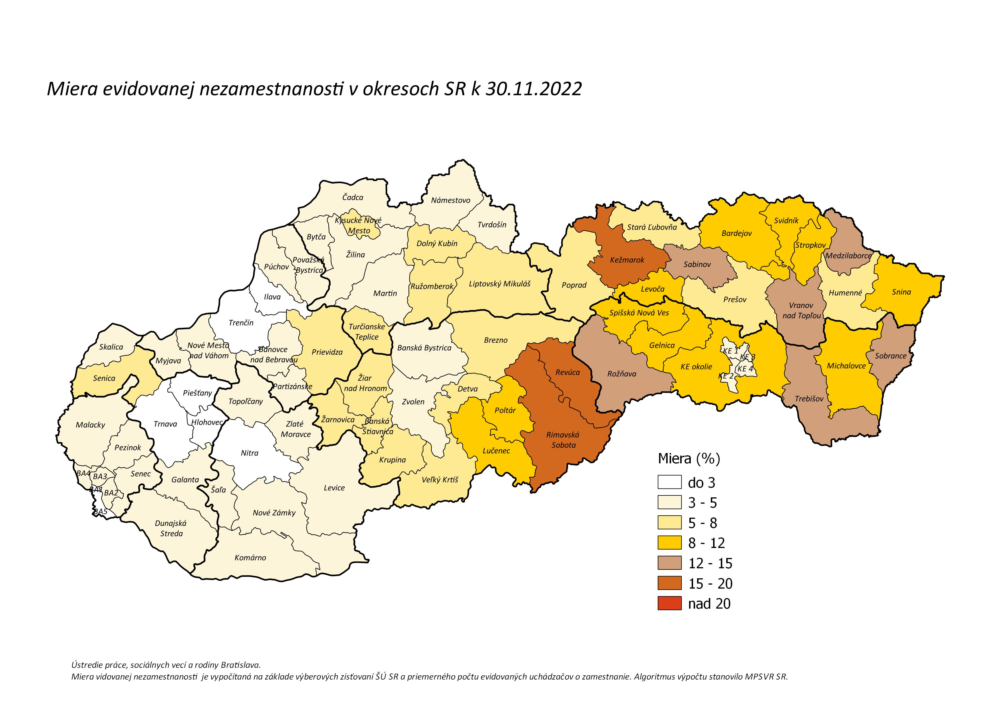 Miera evidovanej nezamestnanosti v okresoch SR k 30.11.2022
Čadca
Námestovo
Kysucké Nové
Mesto
Tvrdošín
Stará Ľubovňa
Svidník
Bardejov
Bytča
Dolný Kubín
Stropkov
Žilina
Medzilaborce
Považská
Bystrica
Kežmarok
Sabinov
Púchov
Ružomberok
Liptovský Mikuláš
Poprad
Levoča
Martin
Humenné
Snina
Ilava
Prešov
Vranov
nad Topľou
Spišská Nová Ves
Trenčín
Turčianske
Teplice
Brezno
Gelnica
Skalica
Nové Mesto
nad Váhom
Bánovce
nad Bebravou
Prievidza
Banská Bystrica
KE 1
KE 3
Sobrance
Myjava
KE okolie
KE 4
Michalovce
Senica
Žiar
nad Hronom
Revúca
Rožňava
KE 2
Partizánske
Piešťany
Detva
Topoľčany
Zvolen
Trebišov
Poltár
Malacky
Trnava
Hlohovec
Zlaté
Moravce
Žarnovica
Banská
Štiavnica
Rimavská
Sobota
Pezinok
Nitra
Lučenec
Krupina
BA4
BA3
Senec
Galanta
Veľký Krtíš
BA1
BA2
Šaľa
Levice
BA5
Nové Zámky
Dunajská
Streda
Komárno
Miera (%)
do 3
3 - 5
5 - 8
8 - 12
12 - 15
15 - 20
nad 20
Ústredie práce, sociálnych vecí a rodiny Bratislava.
Miera vidovanej nezamestnanosti je vypočítaná na základe výberových zisťovaní ŠÚ SR a priemerného počtu evidovaných uchádzačov o zamestnanie. Algoritmus výpočtu stanovilo MPSVR SR.